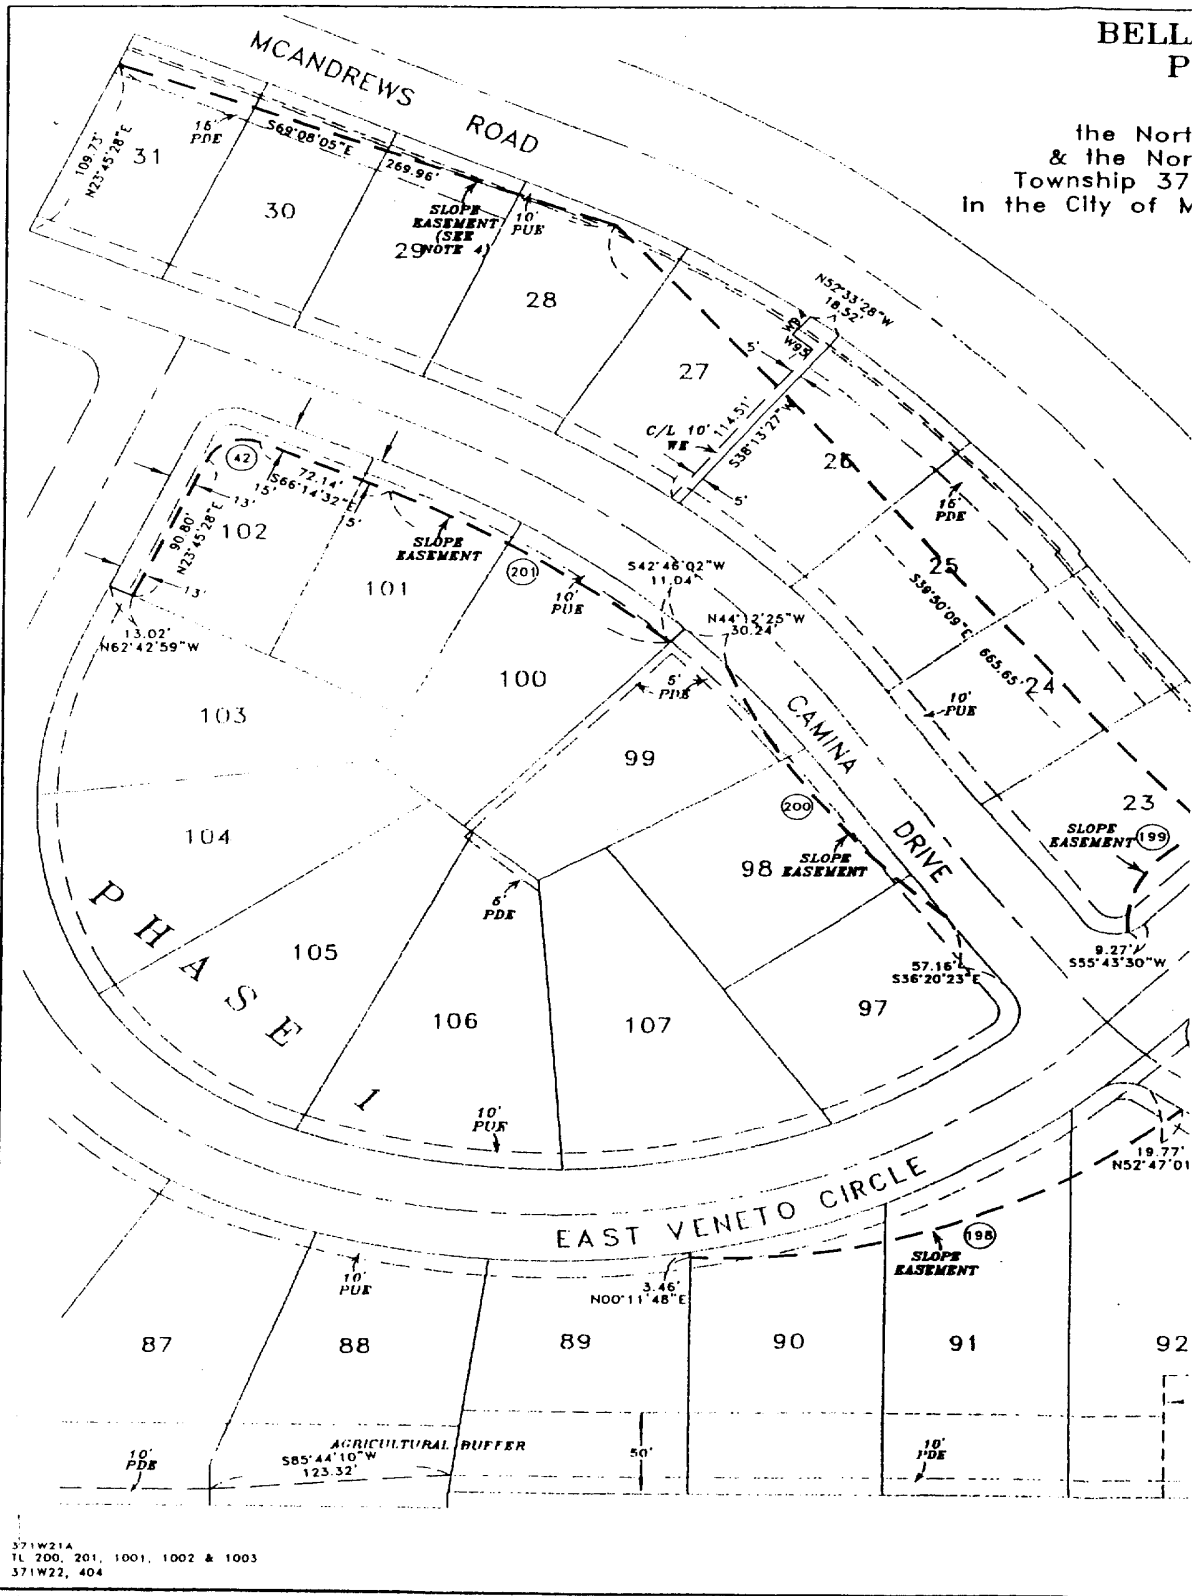 BELL
P
the Nort
& the Nor
Township 37
in the City of M
MCANDREWS
ROAD
31
109.73'
N23°45'28"E
16'
PDE
S69°08'05"E
269.96'
30
SLOPE
EASEMENT
(SEE
NOTE 4)
29
10'
PUE
28
N52°33'28"W
18.52'
W94
W95
5'
27
C/L 10'
WE
114.51'
S38°13'27"W
5'
26
16'
PDE
25
S39°50'09"E
665.65'
24
10'
PUE
42
72.14'
S66°14'32"E
15'
15'
13'
90.80'
N23°45'28"E
13'
102
SLOPE
EASEMENT
201
101
10'
PUE
S42°46'02"W
11.04'
N44°12'25"W
30.24'
13.02'
N62°42'59"W
100
5'
PDE
103
CAMINA
DRIVE
99
200
23
SLOPE
EASEMENT
199
104
98
SLOPE
EASEMENT
6'
PDE
PHASE 1
105
9.27'
S55°43'30"W
57.16'
S36°20'23"E
97
106
107
10'
PUE
19.77'
N52°47'01
EAST VENETO CIRCLE
198
SLOPE
EASEMENT
10'
PUE
3.46'
N00°11'48"E
87
88
89
90
91
92
AGRICULTURAL BUFFER
10'
PDE
S85°44'10"W
123.32'
50'
10'
PDE
371W21A
TL 200, 201, 1001, 1002 & 1003
371W22, 404